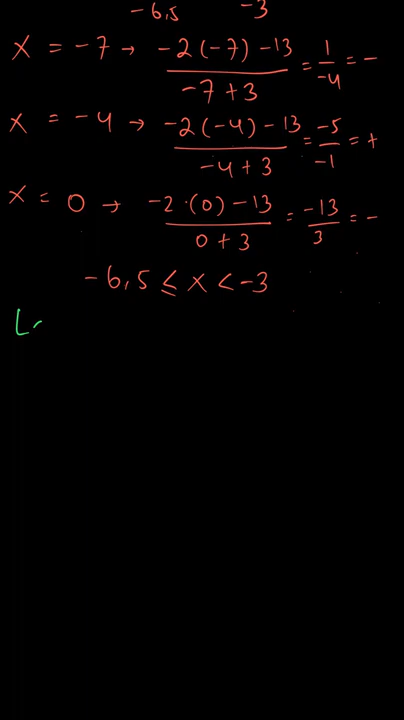 -6,5 -3
x = -7 → (-2(-7) -13)/(-7+3) = 1/-4 = -
x = -4 → (-2(-4) -13)/(-4+3) = -5/-1 = +
x = 0 → (-2·(0) -13)/(0+3) = -13/3 = -
-6,5 ≤ x < -3